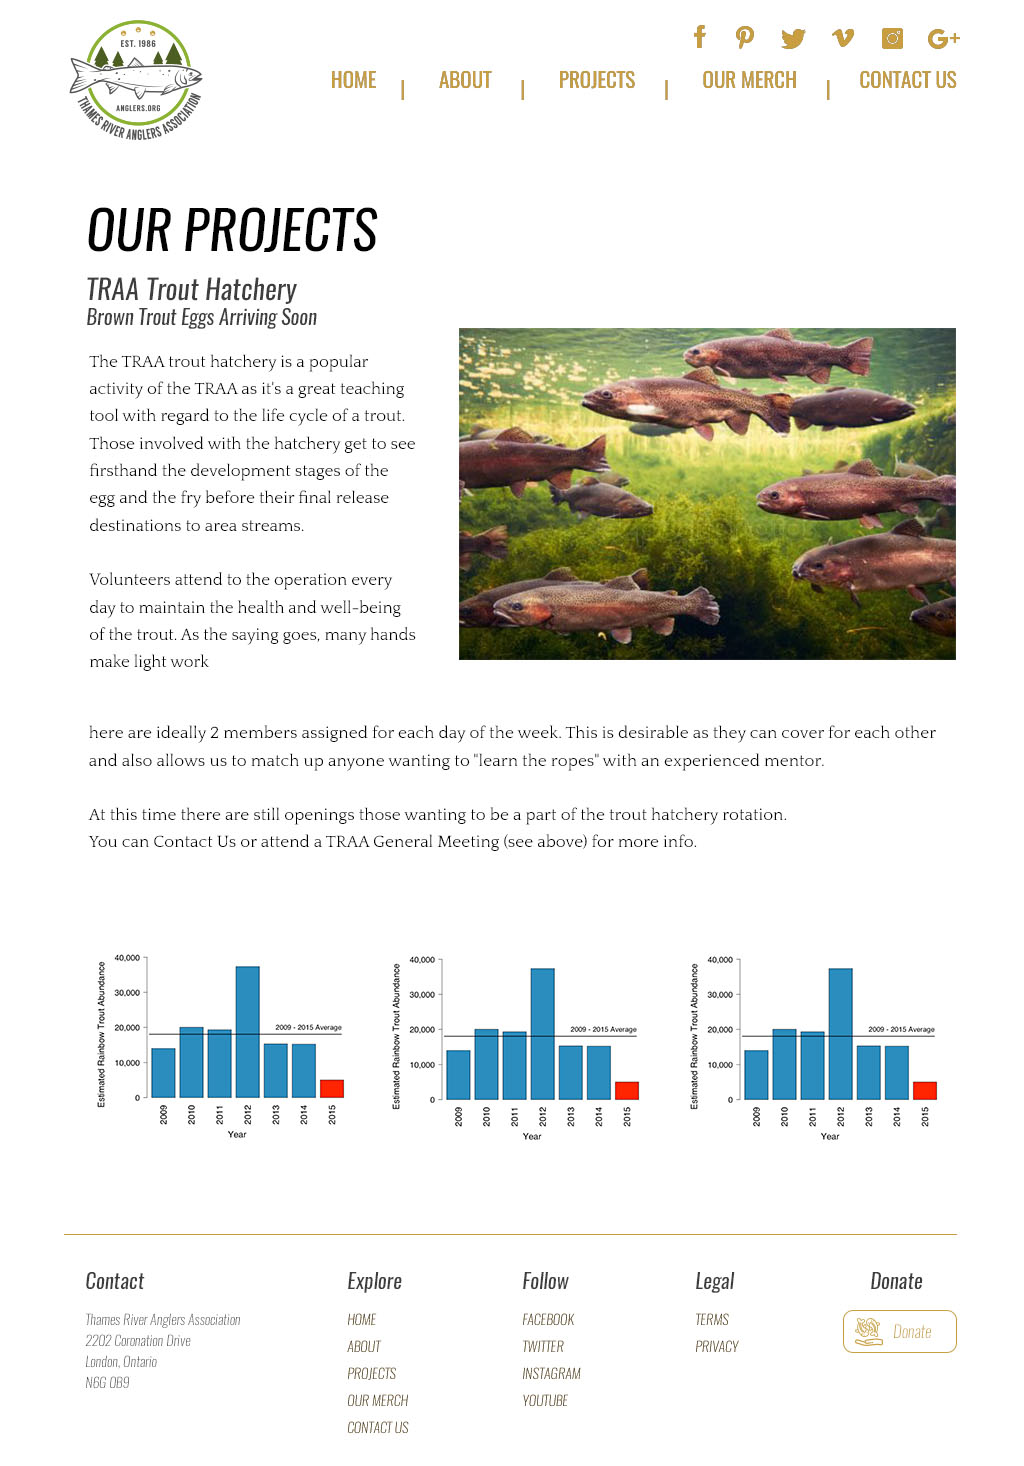 EST. 1986
ANGLERS.ORG
THAMES RIVER ANGLERS ASSOCIATION
HOME | ABOUT | PROJECTS | OUR MERCH | CONTACT US
OUR PROJECTS
TRAA Trout Hatchery
Brown Trout Eggs Arriving Soon
The TRAA trout hatchery is a popular
activity of the TRAA as it's a great teaching
tool with regard to the life cycle of a trout.
Those involved with the hatchery get to see
firsthand the development stages of the
egg and the fry before their final release
destinations to area streams.
Volunteers attend to the operation every
day to maintain the health and well-being
of the trout. As the saying goes, many hands
make light work
here are ideally 2 members assigned for each day of the week. This is desirable as they can cover for each other
and also allows us to match up anyone wanting to "learn the ropes" with an experienced mentor.
At this time there are still openings those wanting to be a part of the trout hatchery rotation.
You can Contact Us or attend a TRAA General Meeting (see above) for more info.
Estimated Rainbow Trout Abundance
40,000
30,000
20,000
10,000
0
2009 - 2015 Average
2009 2010 2011 2012 2013 2014 2015
Year
Estimated Rainbow Trout Abundance
40,000
30,000
20,000
10,000
0
2009 - 2015 Average
2009 2010 2011 2012 2013 2014 2015
Year
Estimated Rainbow Trout Abundance
40,000
30,000
20,000
10,000
0
2009 - 2015 Average
2009 2010 2011 2012 2013 2014 2015
Year
Contact
Thames River Anglers Association
2202 Coronation Drive
London, Ontario
N6G 0B9
Explore
HOME
ABOUT
PROJECTS
OUR MERCH
CONTACT US
Follow
FACEBOOK
TWITTER
INSTAGRAM
YOUTUBE
Legal
TERMS
PRIVACY
Donate
Donate